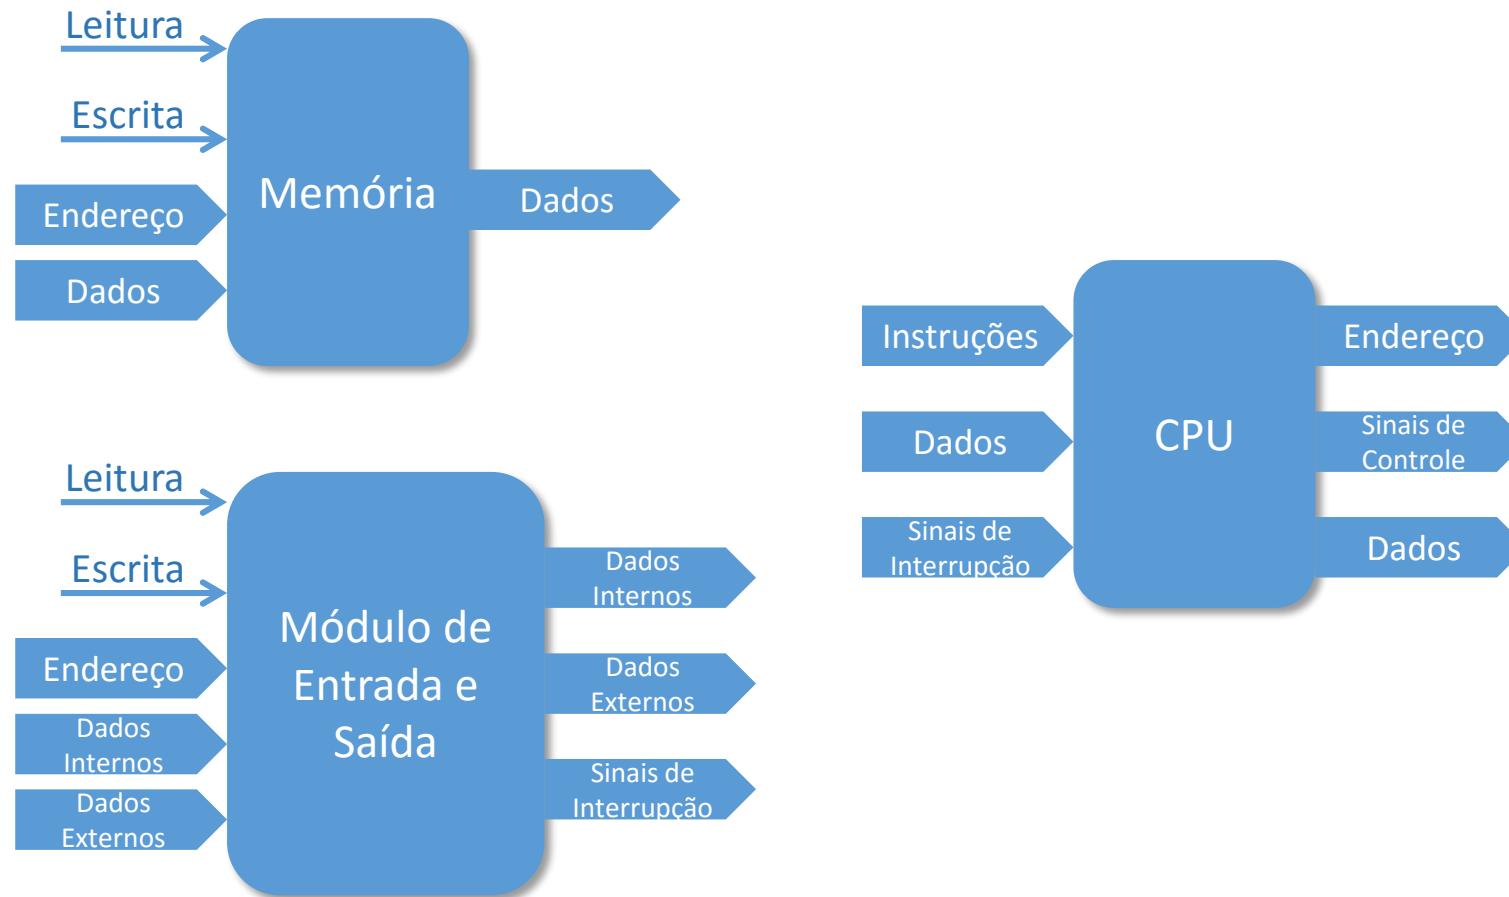 Leitura
Escrita
Endereço
Dados
Memória
Dados
Leitura
Escrita
Endereço
Dados
Internos
Dados
Externos
Módulo de
Entrada e
Saída
Dados
Internos
Dados
Externos
Sinais de
Interrupção
Instruções
Dados
Sinais de
Interrupção
CPU
Endereço
Sinais de
Controle
Dados